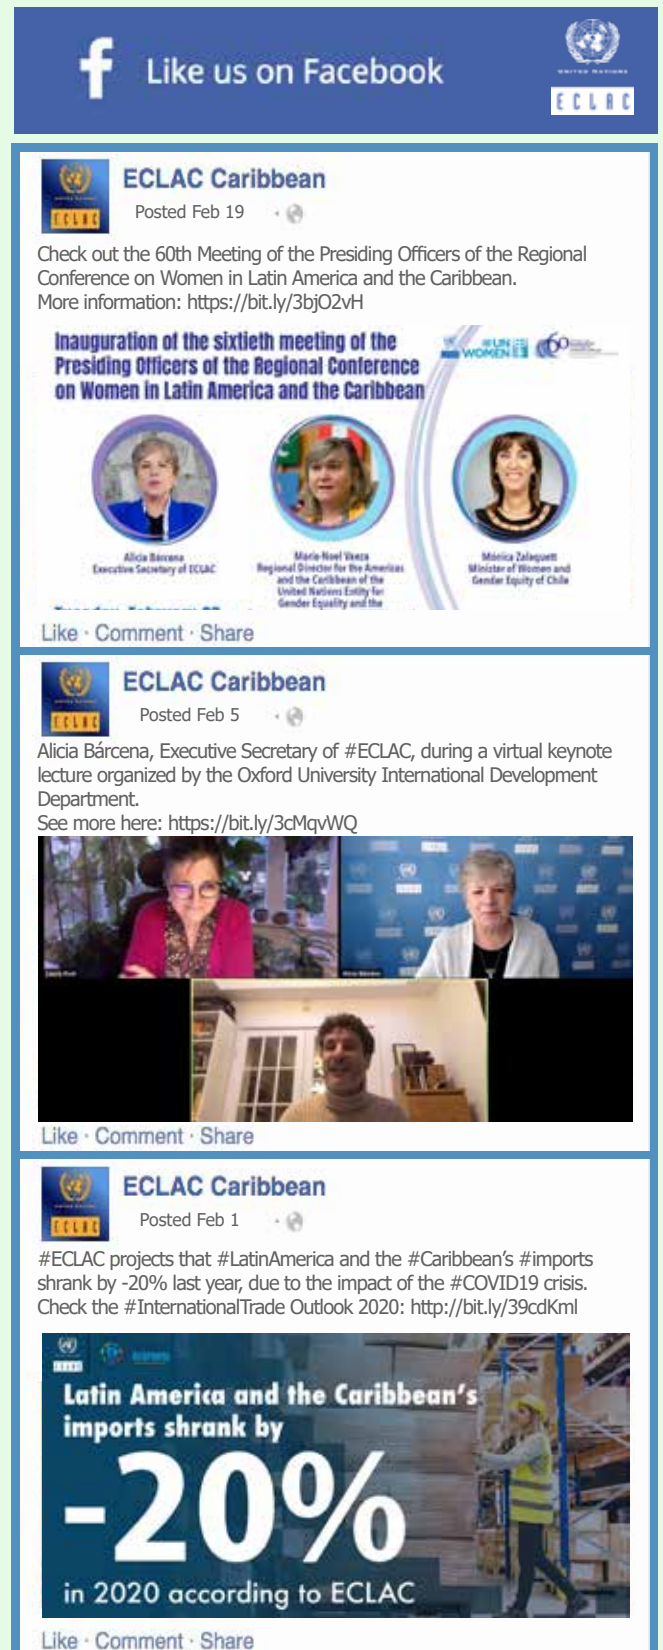 f Like us on Facebook
UNITED NATIONS
ECLAC
ECLAC
ECLAC Caribbean
Posted Feb 19
Check out the 60th Meeting of the Presiding Officers of the Regional
Conference on Women in Latin America and the Caribbean.
More information: https://bit.ly/3bjO2vH
Inauguration of the sixtieth meeting of the
Presiding Officers of the Regional Conference
on Women in Latin America and the Caribbean
UN
WOMEN
60
Alicia Bárcena
Executive Secretary of ECLAC
Maria-Noel Vaeza
Regional Director for the Americas
and the Caribbean of the
United Nations Entity for
Gender Equality and the
Mónica Zalaquett
Minister of Women and
Gender Equity of Chile
Like · Comment · Share
ECLAC
ECLAC Caribbean
Posted Feb 5
Alicia Bárcena, Executive Secretary of #ECLAC, during a virtual keynote
lecture organized by the Oxford University International Development
Department.
See more here: https://bit.ly/3cMqvWQ
Like · Comment · Share
ECLAC
ECLAC Caribbean
Posted Feb 1
#ECLAC projects that #LatinAmerica and the #Caribbean's #imports
shrank by -20% last year, due to the impact of the #COVID19 crisis.
Check the #InternationalTrade Outlook 2020: http://bit.ly/39cdKml
Latin America and the Caribbean's
imports shrank by
-20%
in 2020 according to ECLAC
Like · Comment · Share